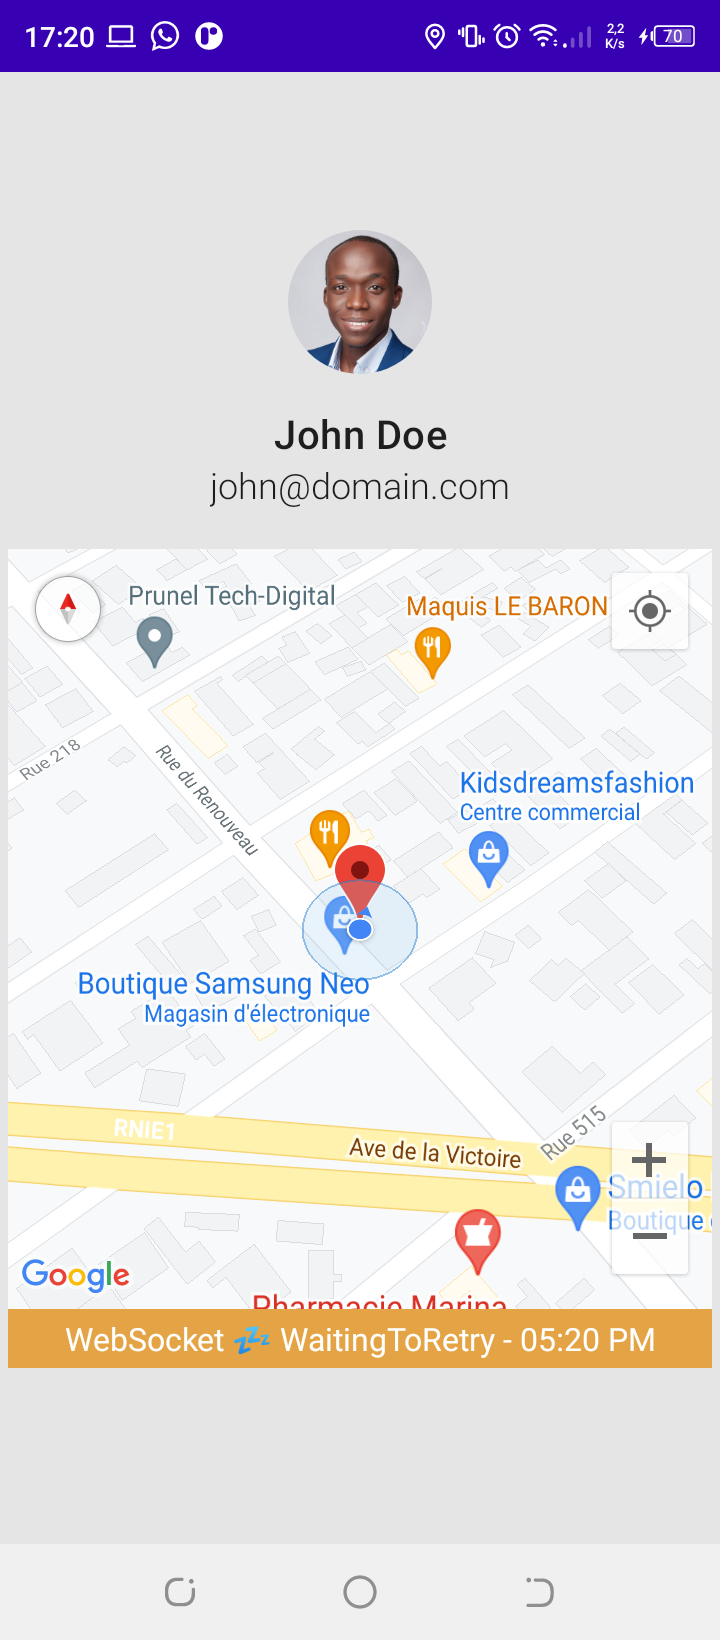 17:20
2,2
K/s
70
John Doe
john@domain.com
Prunel Tech-Digital
Maquis LE BARON
Rue 218
Rue du Renouveau
Kidsdreamsfashion
Centre commercial
Boutique Samsung Neo
Magasin d'électronique
RNIE1
Ave de la Victoire
Rue 515
Smielo
Boutique
Google
Pharmacie Marina
WebSocket 💤 WaitingToRetry - 05:20 PM